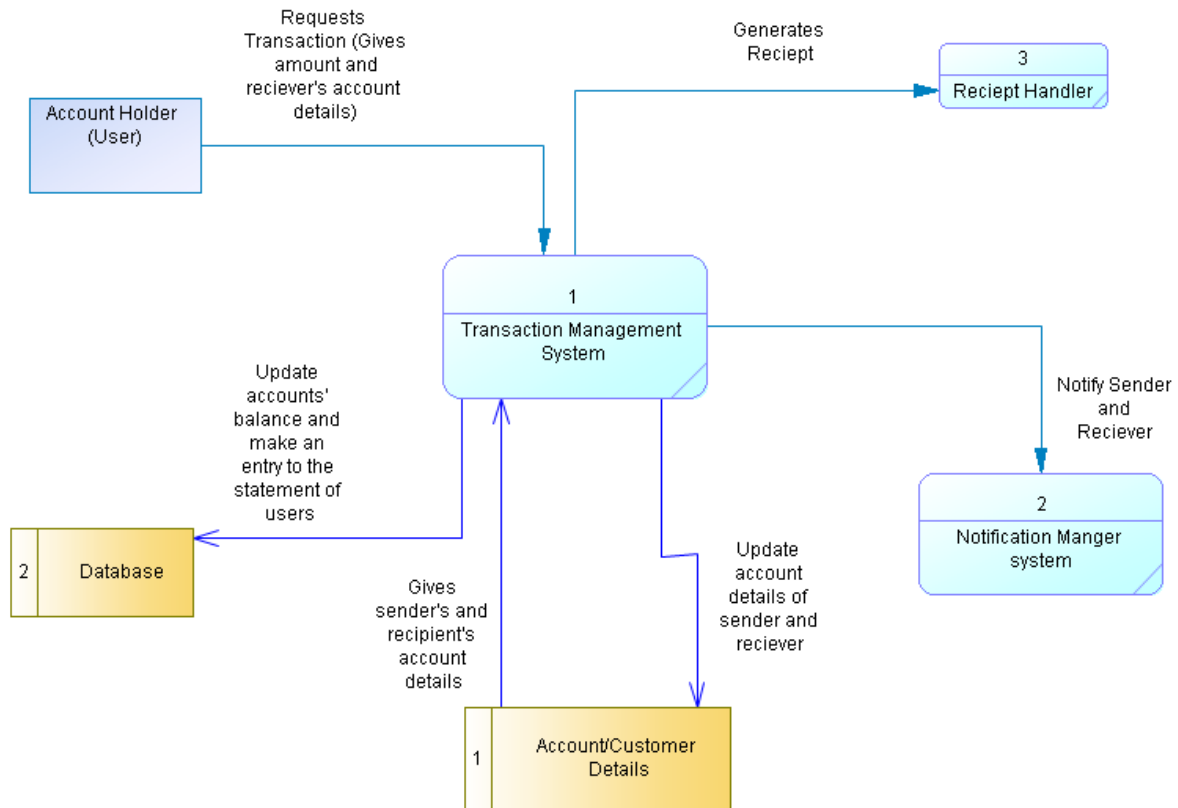 Requests
Transaction (Gives
amount and
reciever's account
details)
Generates
Reciept
3
Reciept Handler
Account Holder
(User)
1
Transaction Management
System
Update
accounts'
balance and
make an
entry to the
statement of
users
Notify Sender
and
Reciever
2
Notification Manger
system
2
Database
Gives
sender's and
recipient's
account
details
Update
account
details of
sender and
reciever
1
Account/Customer
Details